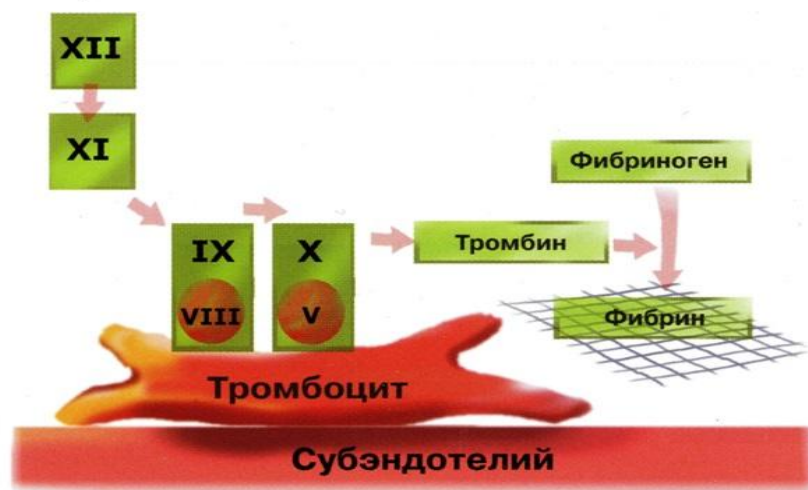 XII
XI
IX
VIII
X
V
Тромбин
Фибриноген
Фибрин
Тромбоцит
Субэндотелий